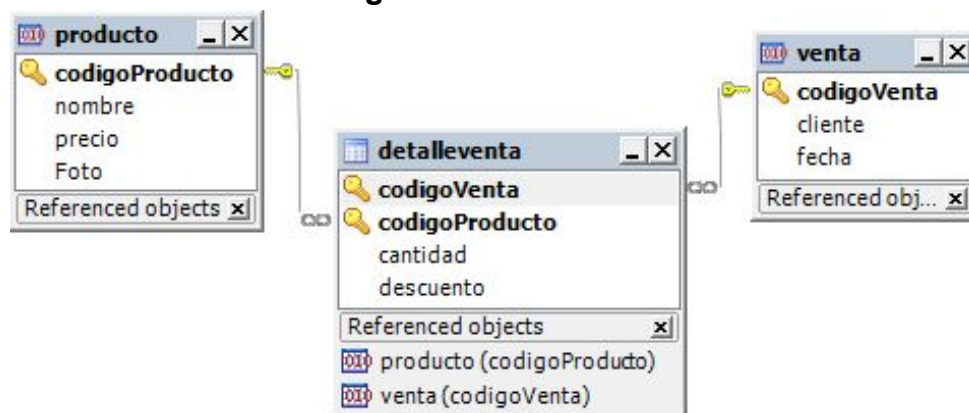 producto
codigoProducto
nombre
precio
Foto
Referenced objects
detalleventa
codigoVenta
codigoProducto
cantidad
descuento
Referenced objects
producto (codigoProducto)
venta (codigoVenta)
venta
codigoVenta
cliente
fecha
Referenced obj...